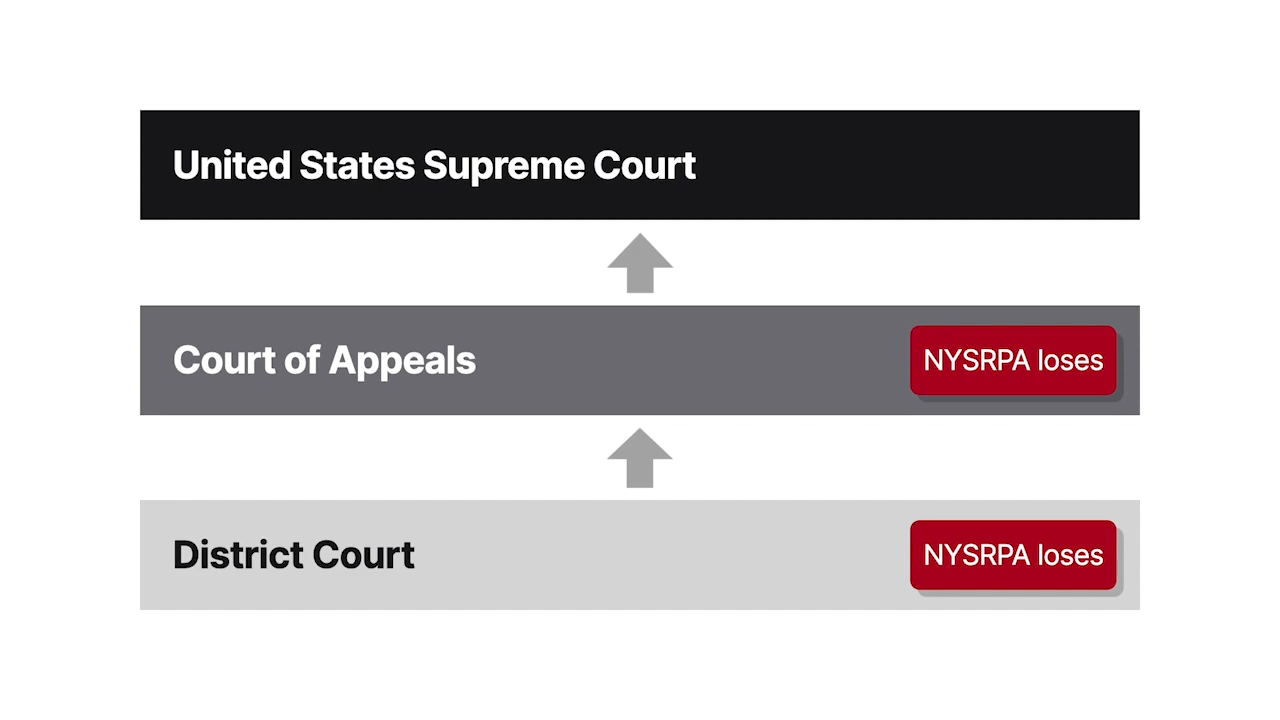 United States Supreme Court
Court of Appeals
NYSRPA loses
District Court
NYSRPA loses